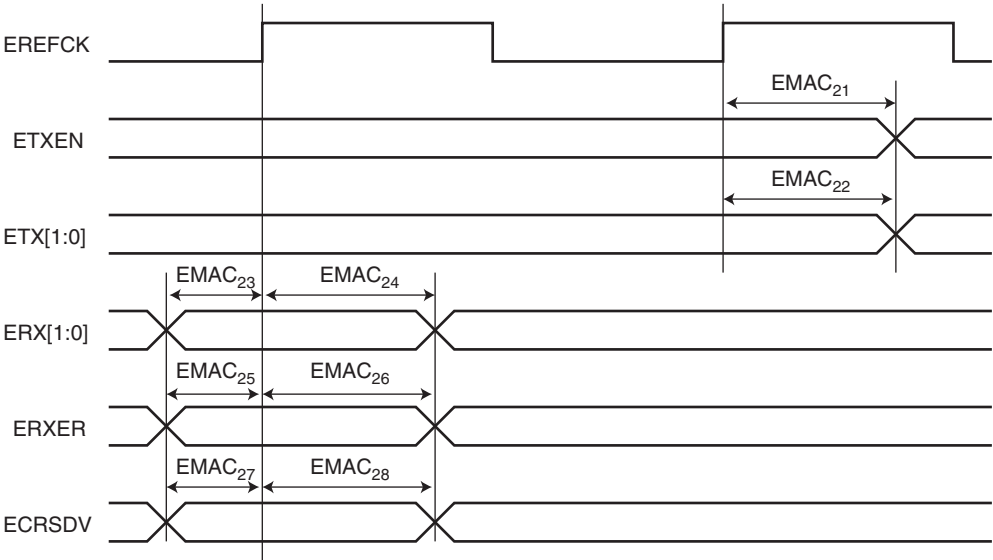 EREFCK
EMAC21
ETXEN
EMAC22
ETX[1:0]
EMAC23 EMAC24
ERX[1:0]
EMAC25 EMAC26
ERXER
EMAC27 EMAC28
ECRSDV